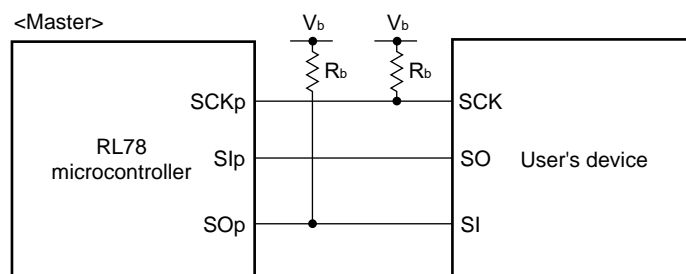 <Master>
Vb
Vb
Rb
Rb
SCKp
SCK
RL78
microcontroller
SIp
SO
User's device
SOp
SI